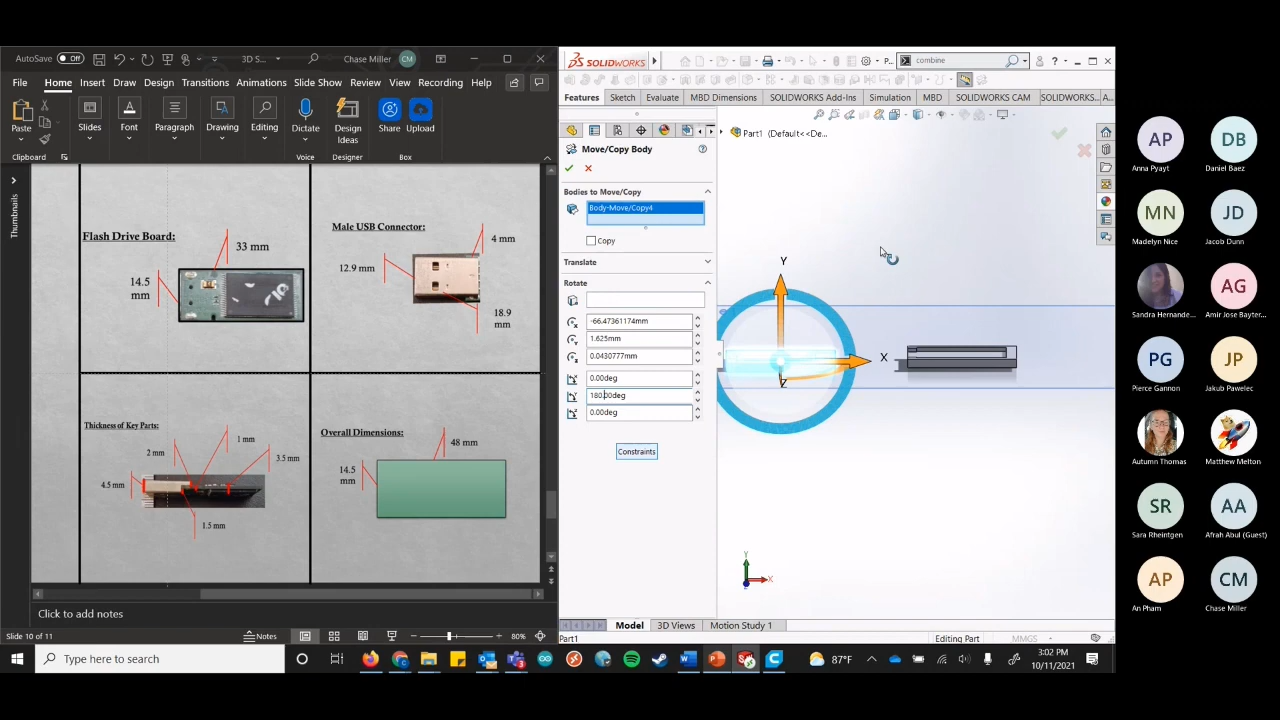 AutoSave Off
3D S...
Chase Miller CM
File Home Insert Draw Design Transitions Animations Slide Show Review View Recording Help
Paste
Slides
Font
Paragraph
Drawing
Editing
Dictate
Design
Ideas
Share
Upload
Clipboard
Voice
Designer
Box
Thumbnails
Flash Drive Board:
33 mm
14.5
mm
Male USB Connector:
4 mm
12.9 mm
18.9
mm
Thickness of Key Parts:
1 mm
2 mm
3.5 mm
4.5 mm
1.5 mm
Overall Dimensions:
48 mm
14.5
mm
Click to add notes
Slide 10 of 11
Notes
80%
SOLIDWORKS
P...
combine
Features Sketch Evaluate MBD Dimensions SOLIDWORKS Add-Ins Simulation MBD SOLIDWORKS CAM SOLIDWORKS... A...
Part1 (Default<<De...
Move/Copy Body
Bodies to Move/Copy
Body-Move/Copy4
Copy
Translate
Rotate
-66.47361174mm
1.625mm
0.0430777mm
0.00deg
180.00deg
0.00deg
Constraints
Y
X
Z
Y
X
Model 3D Views Motion Study 1
Part1
Editing Part
MMGS
Type here to search
87°F
3:02 PM
10/11/2021
AP
Anna Pyayt
DB
Daniel Baez
MN
Madelyn Nice
JD
Jacob Dunn
Sandra Hernande...
AG
Amir Jose Bayter...
PG
Pierce Gannon
JP
Jakub Pawelec
Autumn Thomas
Matthew Melton
SR
Sara Rheintgen
AA
Afrah Abul (Guest)
AP
An Pham
CM
Chase Miller